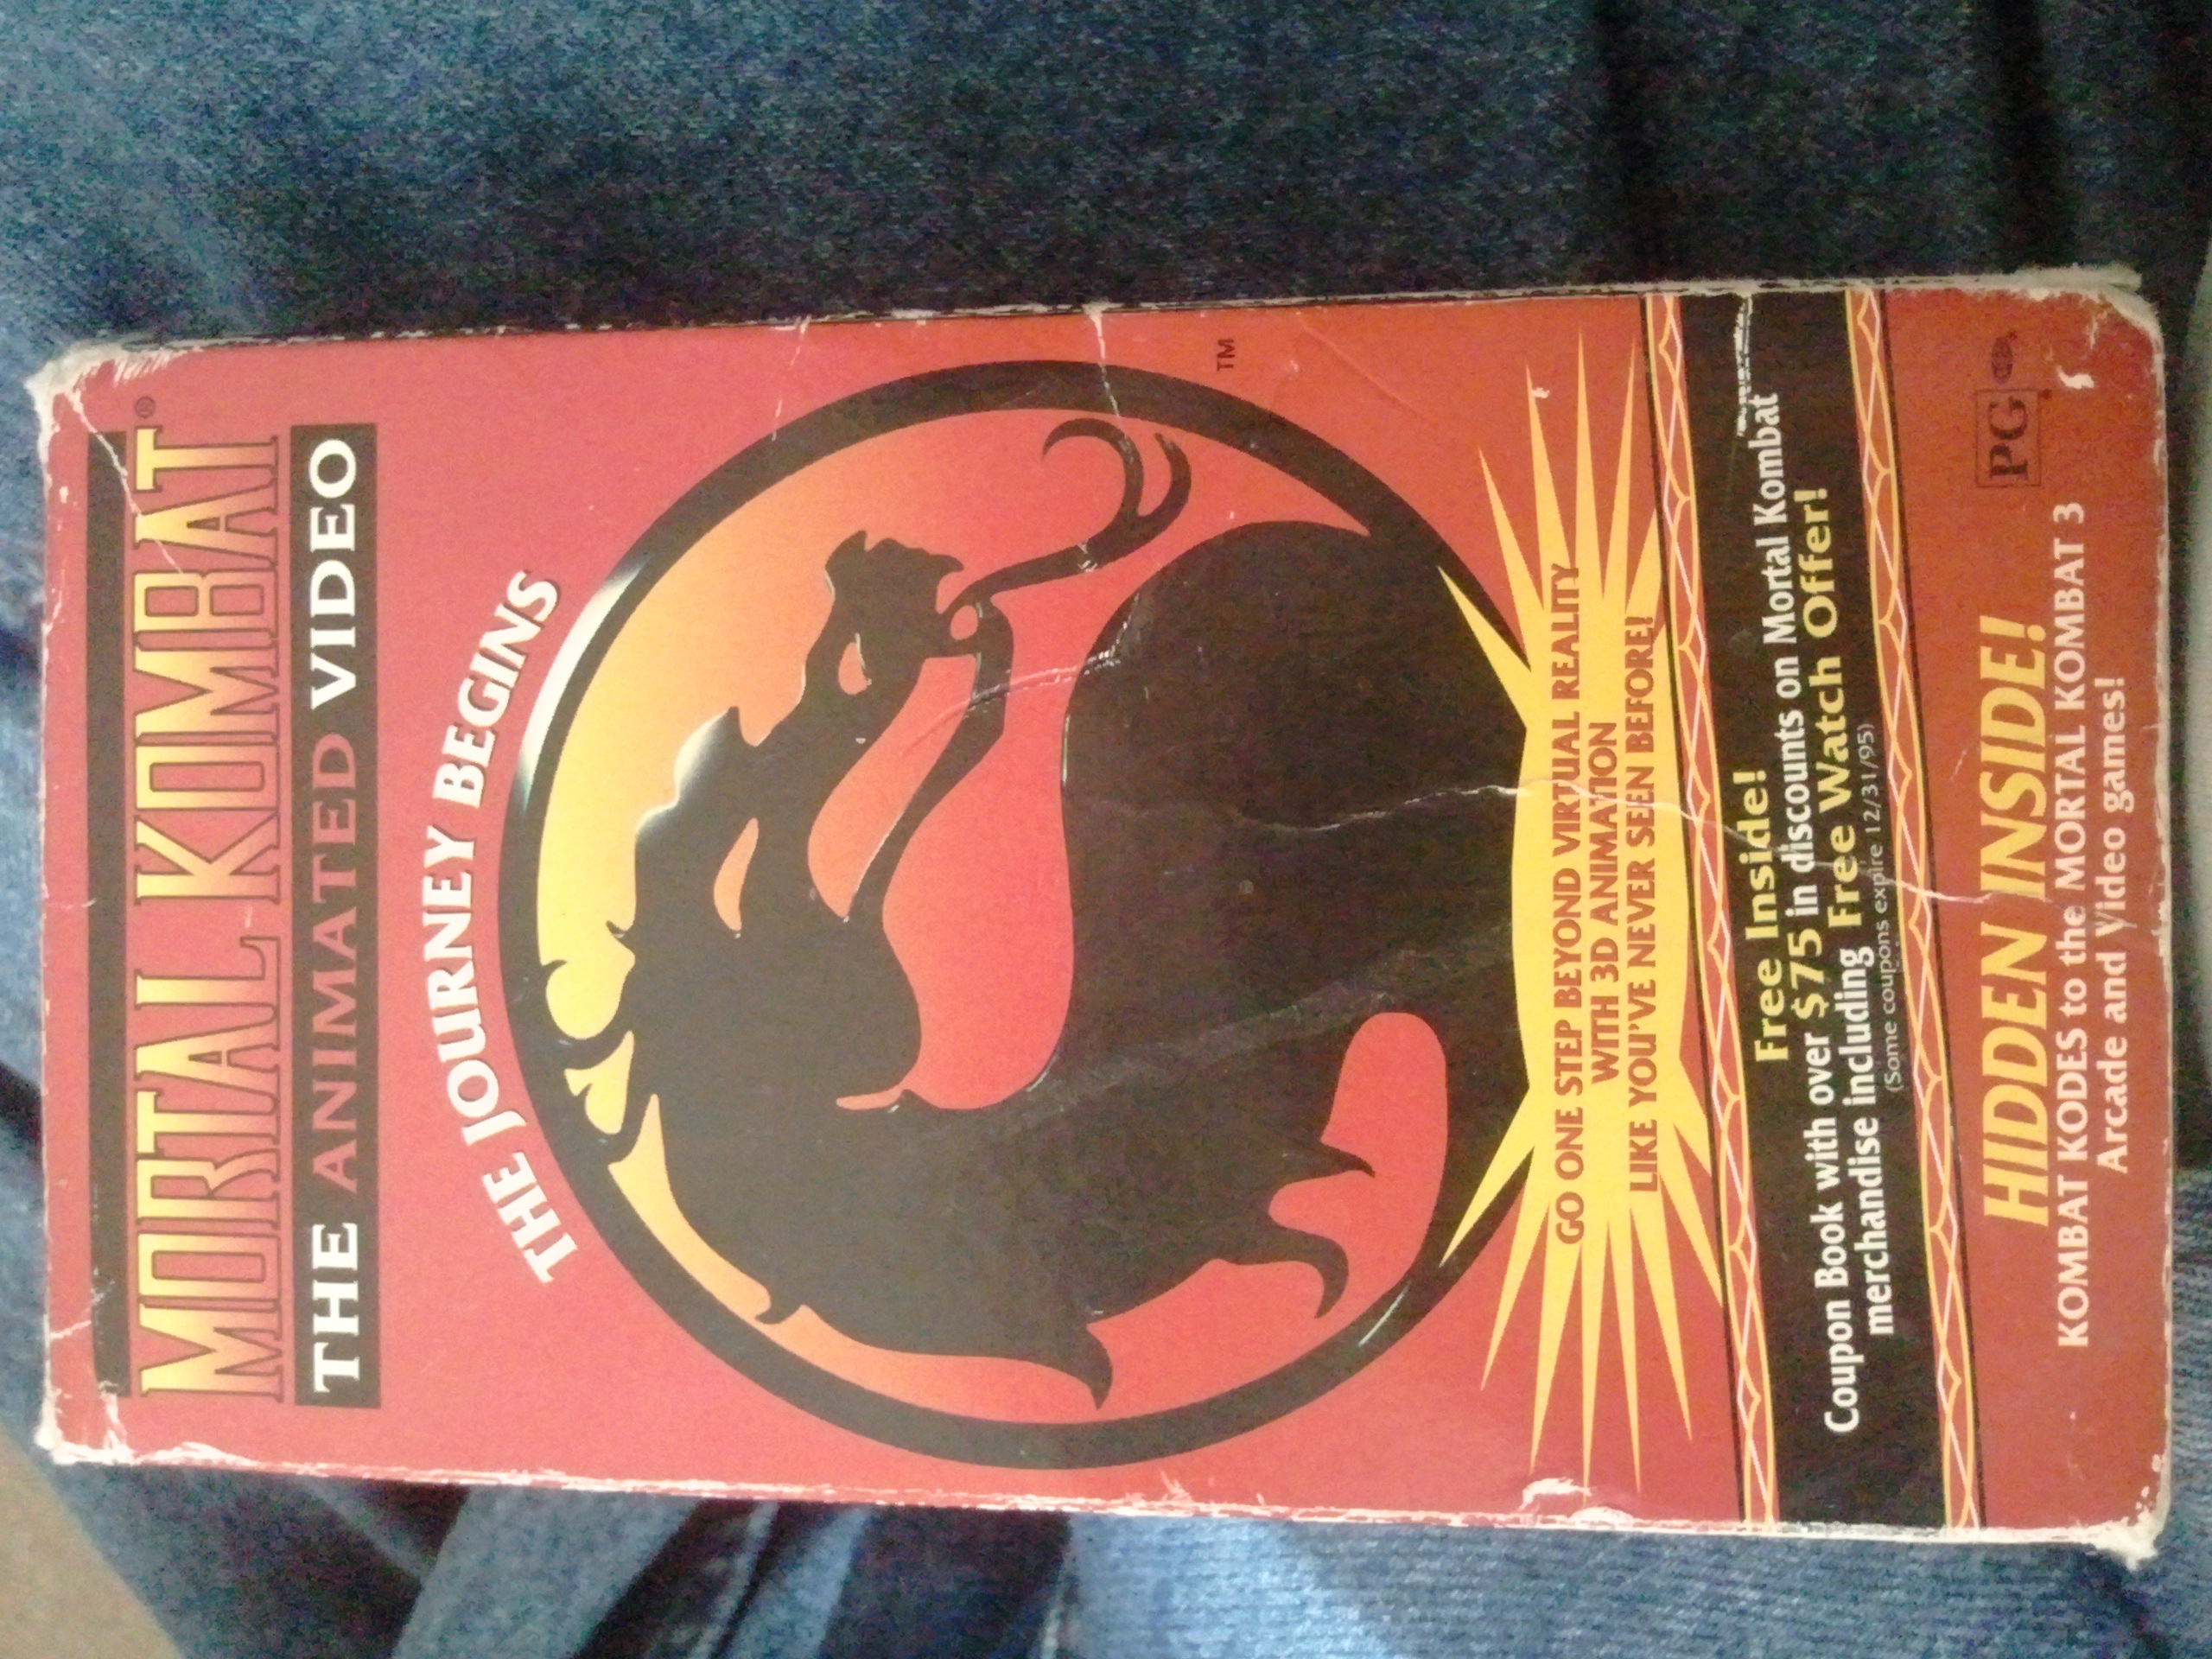 MORTAL KOMBAT®
THE ANIMATED VIDEO
THE JOURNEY BEGINS
TM
GO ONE STEP BEYOND VIRTUAL REALITY
WITH 3D ANIMATION
LIKE YOU'VE NEVER SEEN BEFORE!
Free Inside!
Coupon Book with over $75 in discounts on Mortal Kombat
merchandise including Free Watch Offer!
(Some coupons expire 12/31/95)
HIDDEN INSIDE!
KOMBAT KODES to the MORTAL KOMBAT 3
Arcade and Video games!
PG